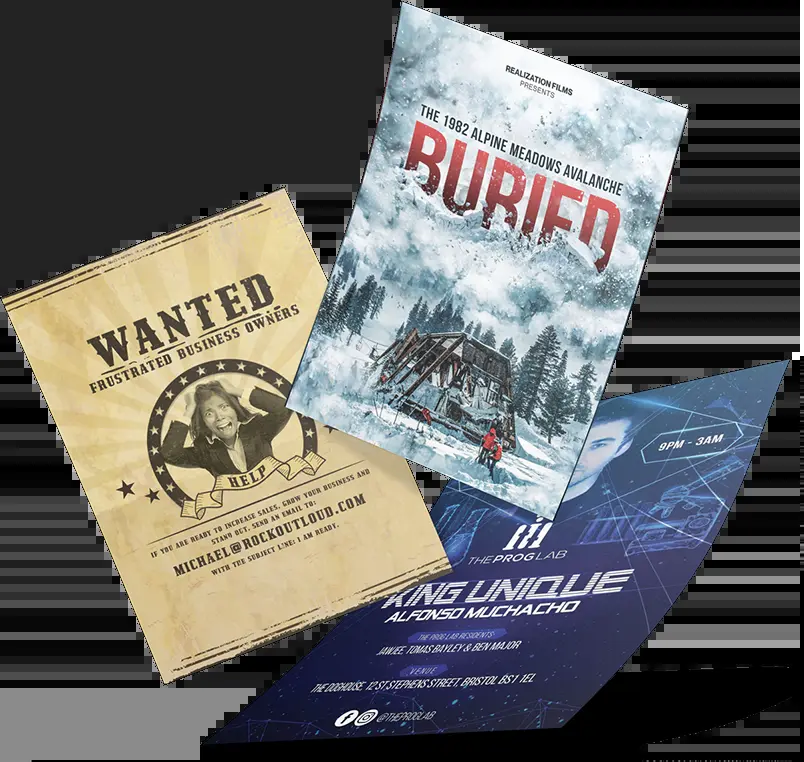 REALIZATION FILMS
PRESENTS
THE 1982 ALPINE MEADOWS AVALANCHE
BURIED
WANTED
FRUSTRATED BUSINESS OWNERS
HELP
IF YOU ARE READY TO INCREASE SALES, GROW YOUR BUSINESS AND
STAND OUT, SEND AN EMAIL TO:
MICHAEL@ROCKOUTLOUD.COM
WITH THE SUBJECT LINE: I AM READY.
9PM - 3AM
THE PROG LAB
KING UNIQUE
ALFONSO MUCHACHO
THE PROG LAB RESIDENTS
JAWJEE, TOMAS BAYLEY & BEN MAJOR
VENUE
THE DOGHOUSE, 12 ST STEPHENS STREET, BRISTOL BS1 1EL
@THEPROGLAB